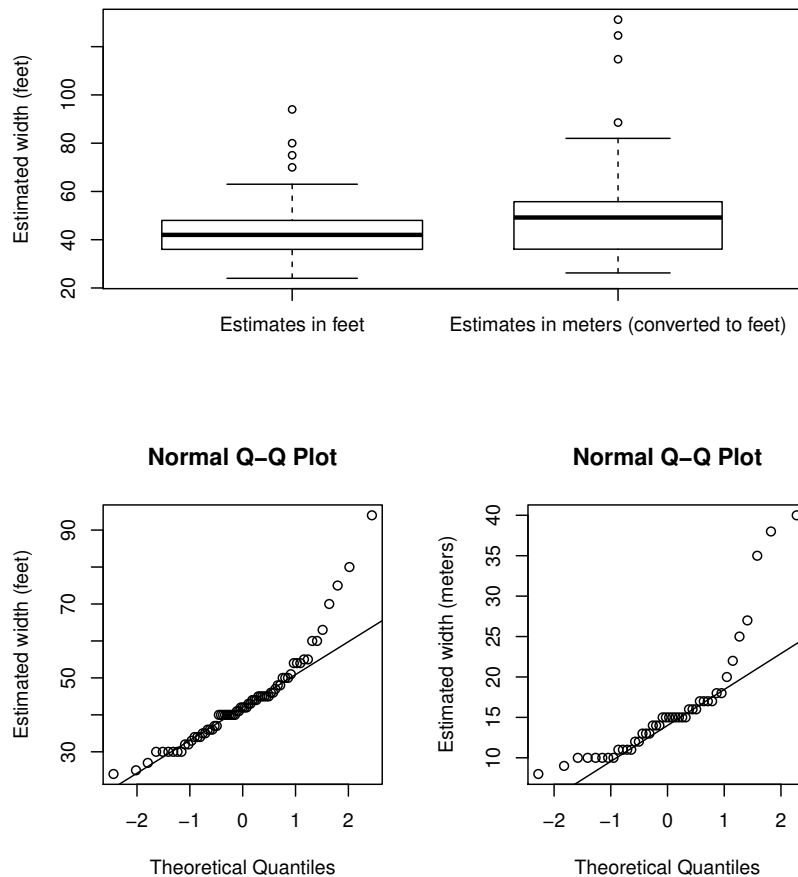 Estimated width (feet)
20 40 60 80 100
Estimates in feet Estimates in meters (converted to feet)
Normal Q−Q Plot
Estimated width (feet)
30 50 70 90
−2 −1 0 1 2
Theoretical Quantiles
Normal Q−Q Plot
Estimated width (meters)
10 15 20 25 30 35 40
−2 −1 0 1 2
Theoretical Quantiles